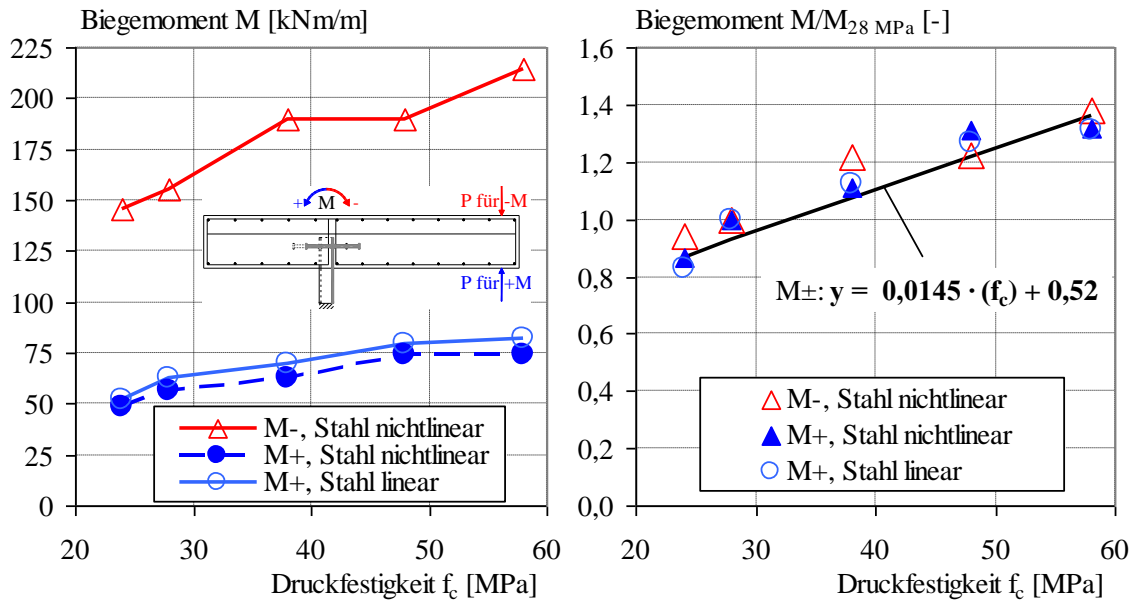 Biegemoment M [kNm/m]
225
200
175
150
125
100
75
50
25
0
+ M -
P für -M
P für +M
M-, Stahl nichtlinear
M+, Stahl nichtlinear
M+, Stahl linear
20 30 40 50 60
Druckfestigkeit f_c [MPa]
Biegemoment M/M_28 MPa [-]
1,6
1,4
1,2
1,0
0,8
0,6
0,4
0,2
0,0
M±: y = 0,0145 · (f_c) + 0,52
M-, Stahl nichtlinear
M+, Stahl nichtlinear
M+, Stahl linear
20 30 40 50 60
Druckfestigkeit f_c [MPa]